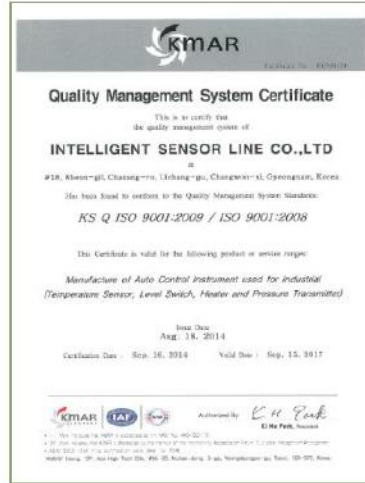 KMAR
Quality Management System Certificate
This is to certify that
the quality management system of
INTELLIGENT SENSOR LINE CO.,LTD
at
Changwon-si, Gyeongnam, Korea
Has been found to conform to the Quality Management System Standards:
KS Q ISO 9001:2009 / ISO 9001:2008
This Certificate is valid for the following product or service ranges:
Manufacture of Auto Control Instrument used for Industrial
(Temperature Sensor, Level Switch, Heater and Pressure Transmitter)
Issue Date
Aug. 18, 2014
Certification Date : Sep. 16, 2014 Valid Date : Sep. 15, 2017
KMAR
IAF
Authorized By
Ki Ho Park,